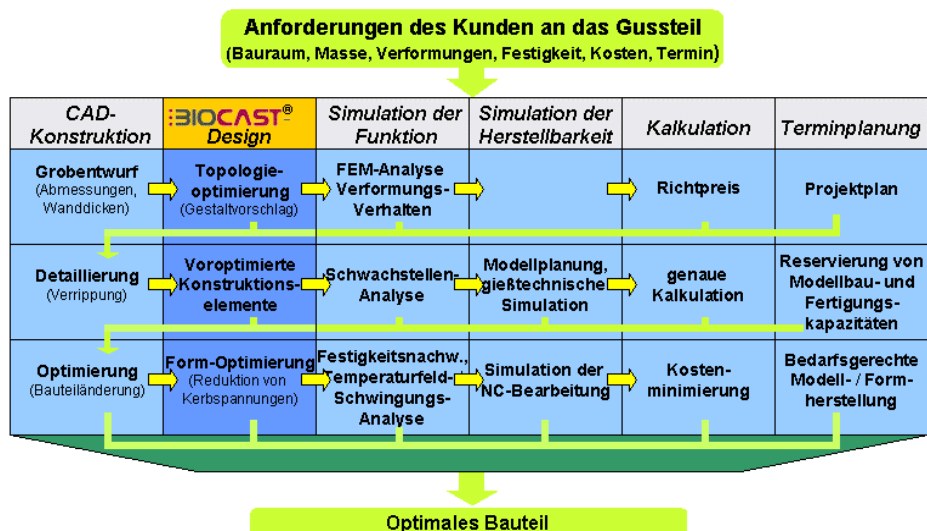 Anforderungen des Kunden an das Gussteil
(Bauraum, Masse, Verformungen, Festigkeit, Kosten, Termin)
CAD-
Konstruktion
BIOCAST®
Design
Simulation der
Funktion
Simulation der
Herstellbarkeit
Kalkulation
Terminplanung
Grobentwurf
(Abmessungen,
Wanddicken)
Topologie-
optimierung
(Gestaltvorschlag)
FEM-Analyse
Verformungs-
Verhalten
Richtpreis
Projektplan
Detaillierung
(Verrippung)
Voroptimierte
Konstruktions-
elemente
Schwachstellen-
Analyse
Modellplanung,
gießtechnische
Simulation
genaue
Kalkulation
Reservierung von
Modellbau- und
Fertigungs-
kapazitäten
Optimierung
(Bauteiländerung)
Form-Optimierung
(Reduktion von
Kerbspannungen)
Festigkeitsnachw.,
Temperaturfeld-
Schwingungs-
Analyse
Simulation der
NC-Bearbeitung
Kosten-
minimierung
Bedarfsgerechte
Modell- / Form-
herstellung
Optimales Bauteil